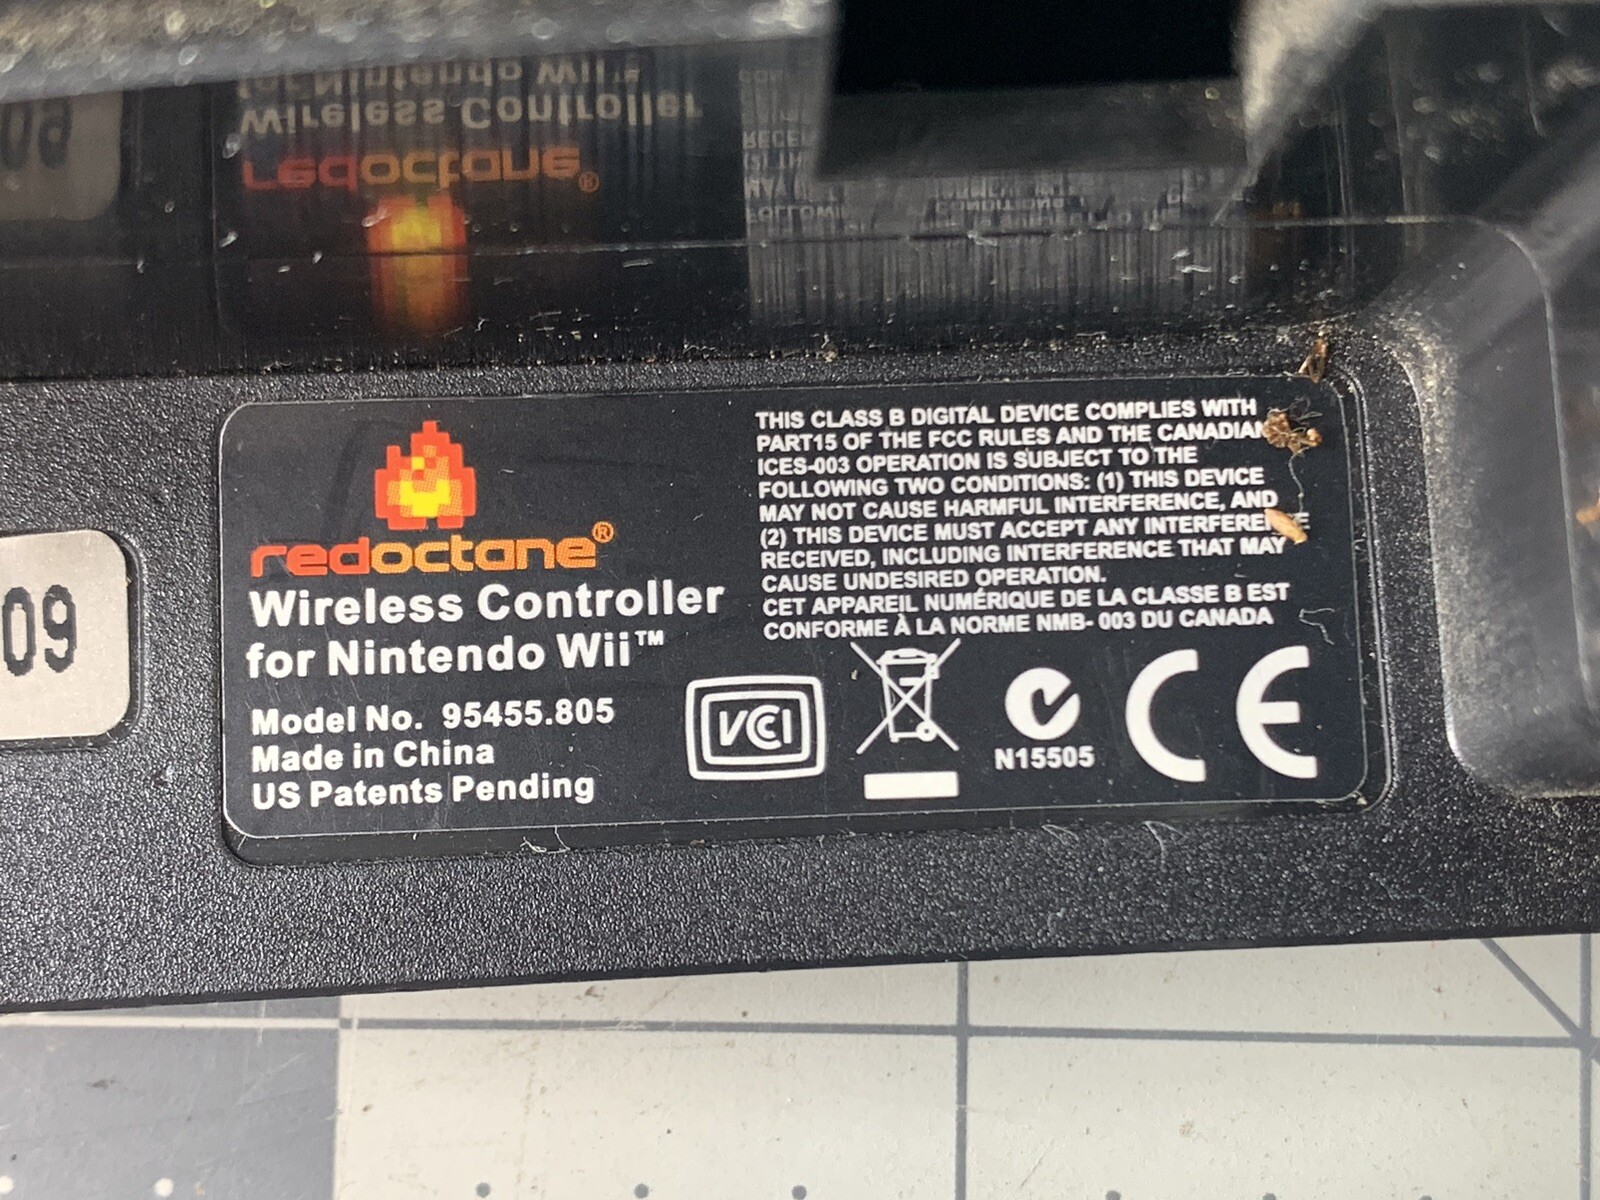 09
redoctane®
Wireless Controller
for Nintendo Wii™
Model No. 95455.805
Made in China
US Patents Pending
THIS CLASS B DIGITAL DEVICE COMPLIES WITH
PART15 OF THE FCC RULES AND THE CANADIAN
ICES-003 OPERATION IS SUBJECT TO THE
FOLLOWING TWO CONDITIONS: (1) THIS DEVICE
MAY NOT CAUSE HARMFUL INTERFERENCE, AND
(2) THIS DEVICE MUST ACCEPT ANY INTERFERENCE
RECEIVED, INCLUDING INTERFERENCE THAT MAY
CAUSE UNDESIRED OPERATION.
CET APPAREIL NUMÉRIQUE DE LA CLASSE B EST
CONFORME À LA NORME NMB- 003 DU CANADA
VCCI
N15505
CE